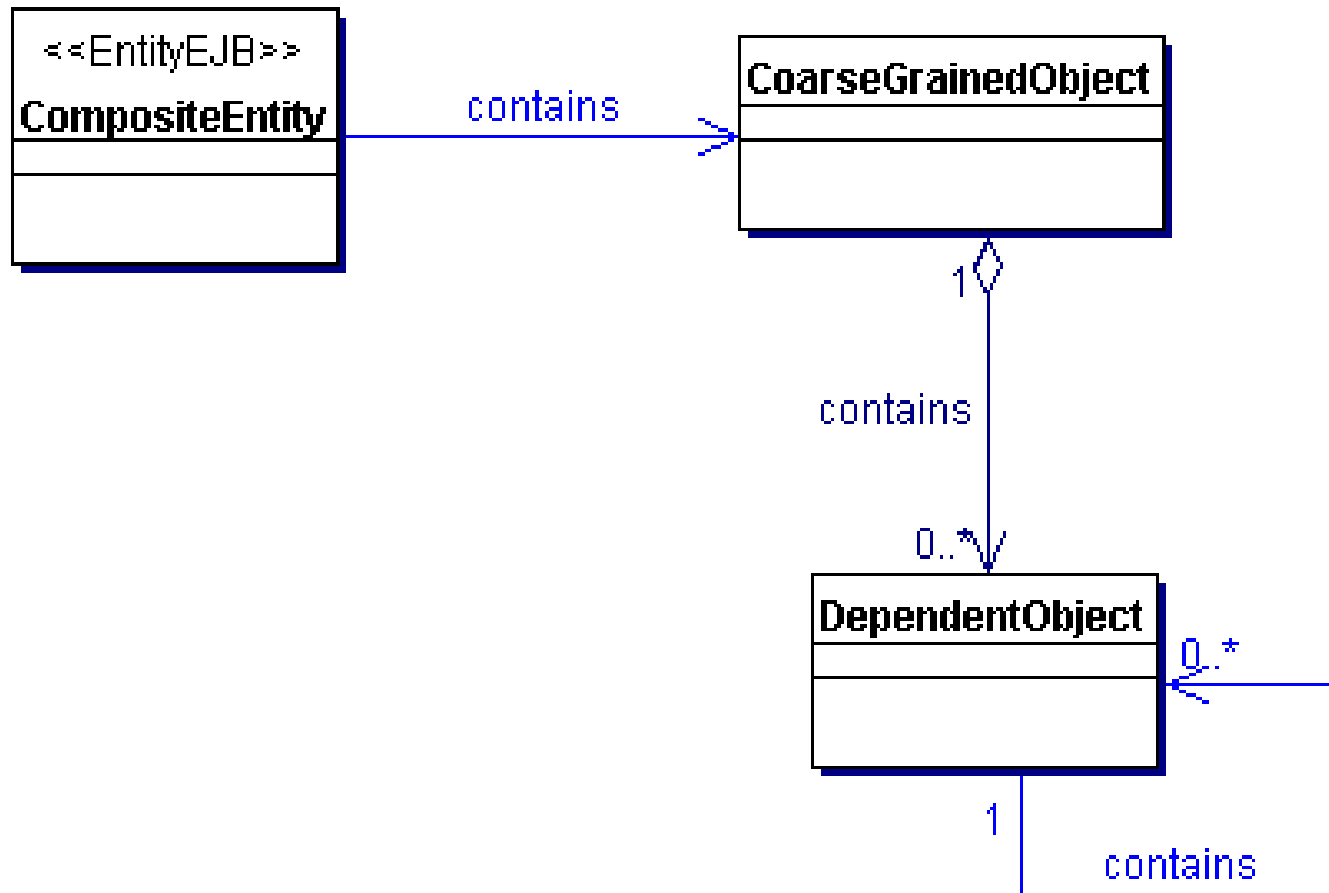 <<EntityEJB>>
CompositeEntity
contains
CoarseGrainedObject
1
contains
0..*
DependentObject
0..*
1
contains